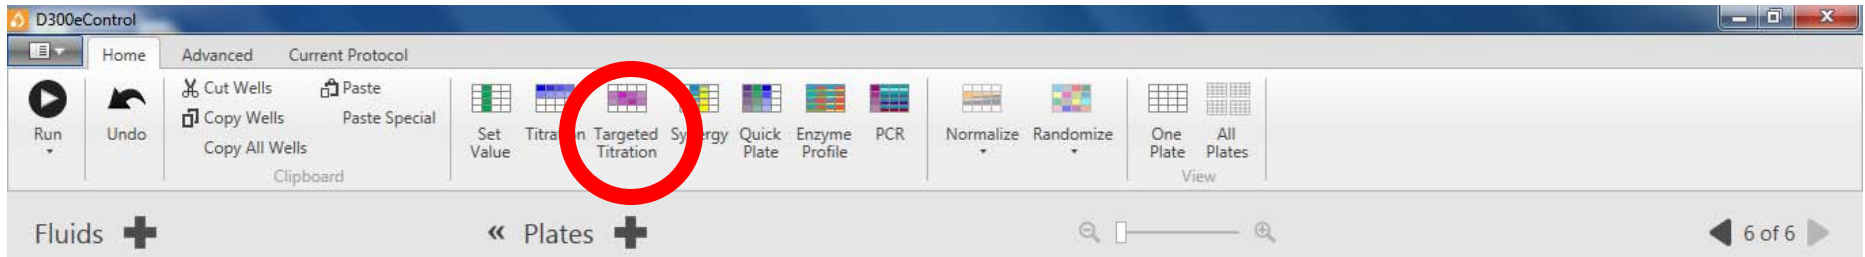 D300eControl
Home Advanced Current Protocol
Run
Undo
Cut Wells Paste
Copy Wells Paste Special
Copy All Wells
Clipboard
Set Value
Titration
Targeted Titration
Synergy
Quick Plate
Enzyme Profile
PCR
Normalize
Randomize
One Plate
All Plates
View
Fluids
« Plates
6 of 6